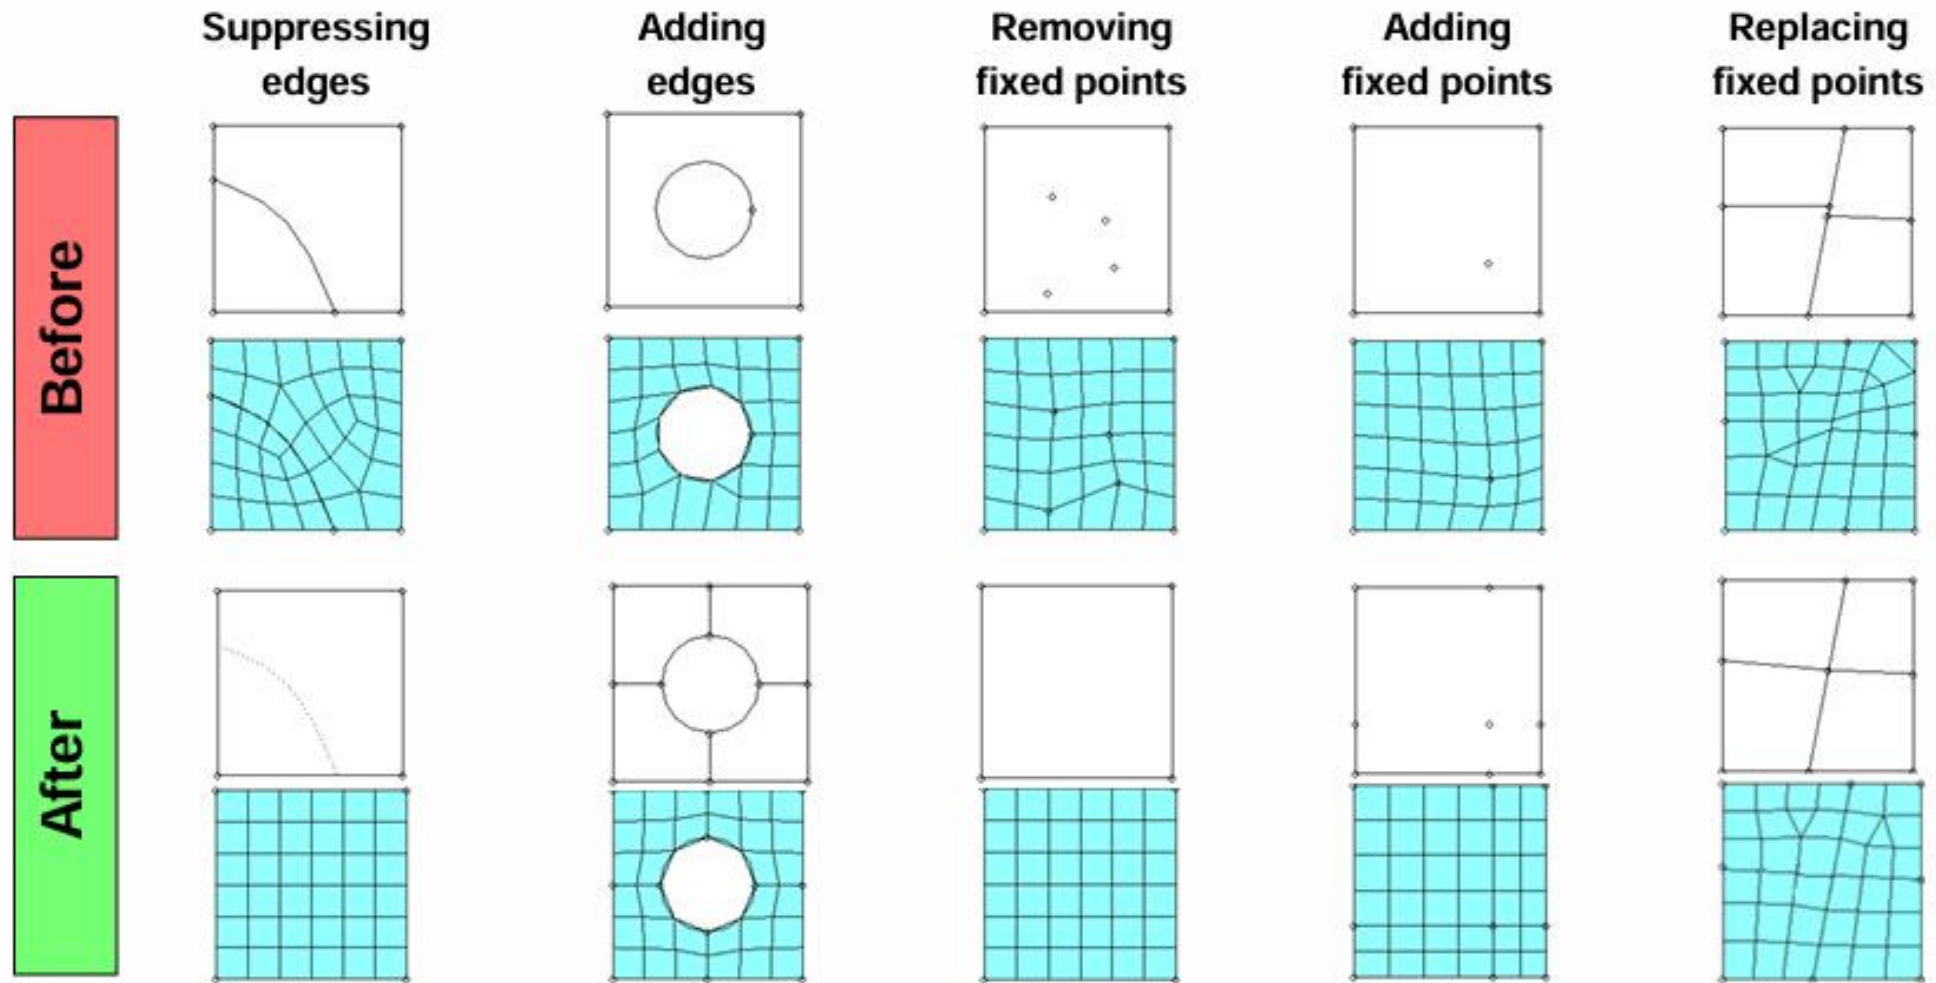 Suppressing
edges
Adding
edges
Removing
fixed points
Adding
fixed points
Replacing
fixed points
Before
After